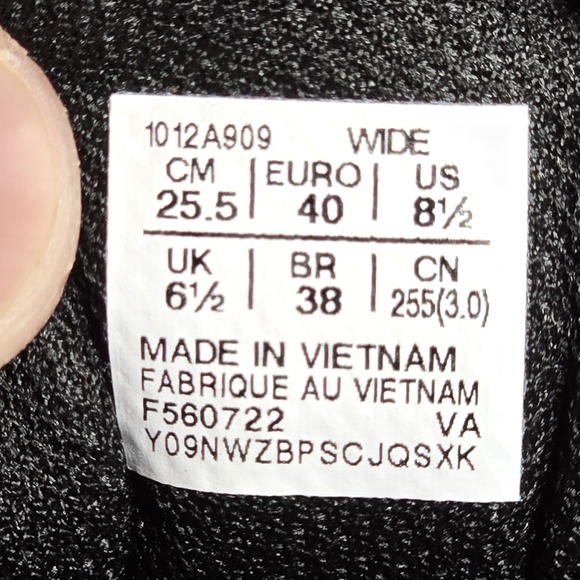 1012A909 WIDE
CM EURO US
25.5 40 8½
UK BR CN
6½ 38 255(3.0)
MADE IN VIETNAM
FABRIQUE AU VIETNAM
F560722 VA
Y09NWZBPSCJQSXK